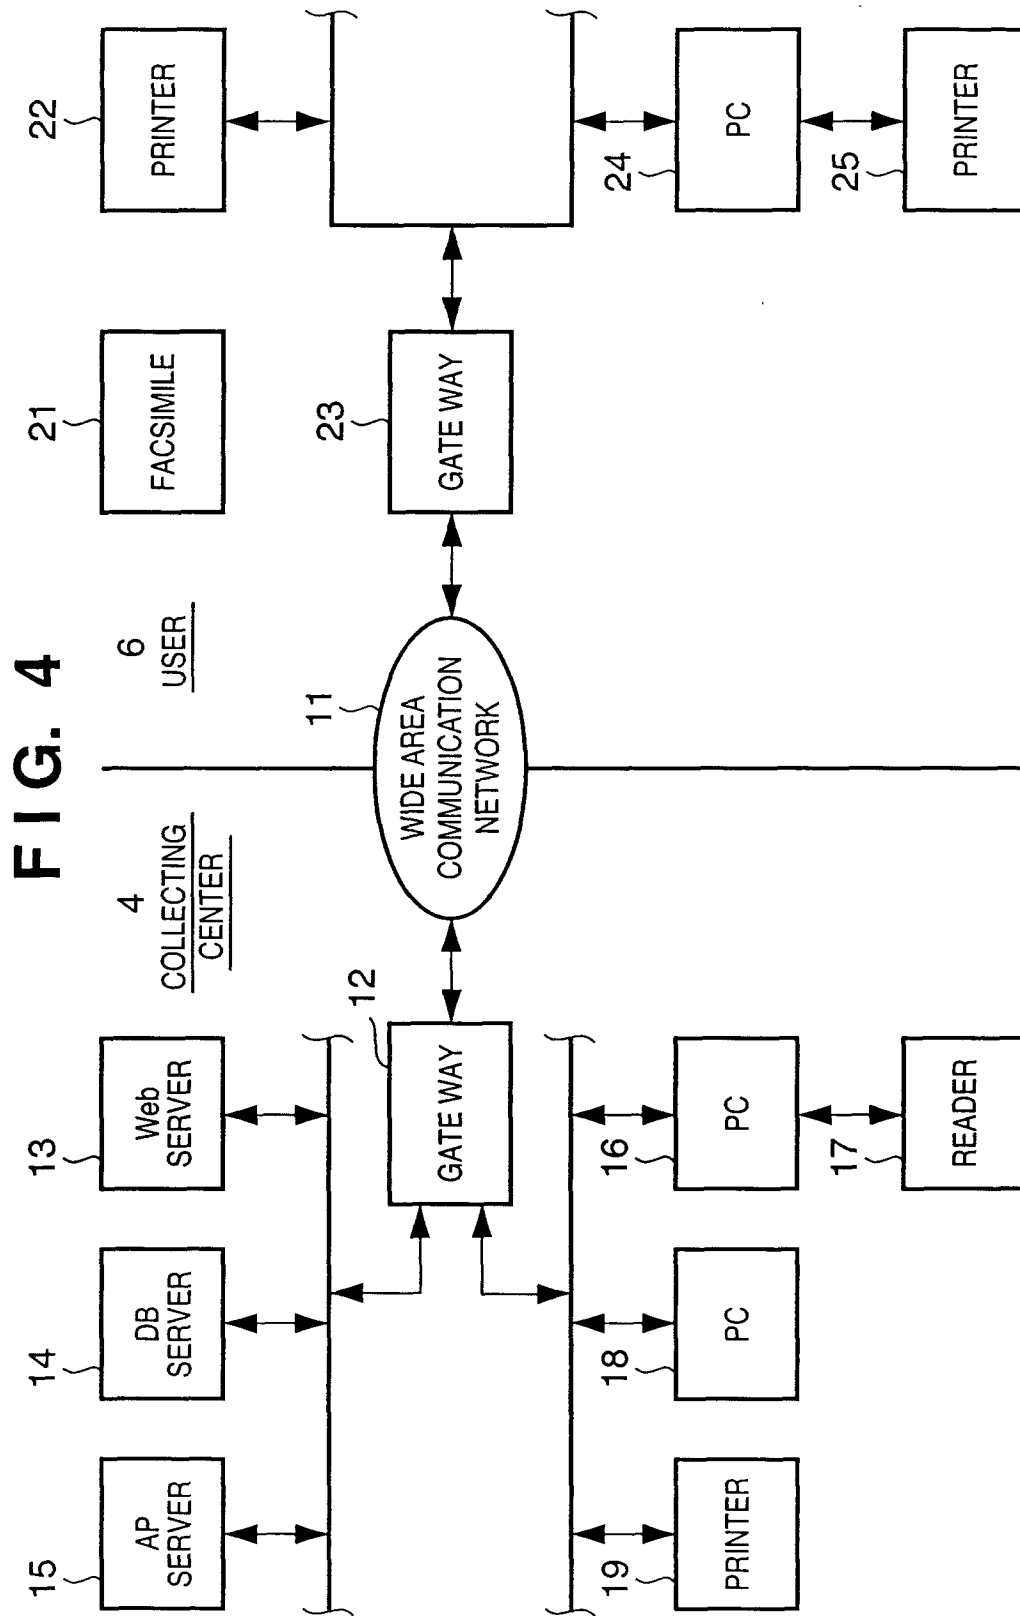 FIG. 4
4
COLLECTING
CENTER
6
USER
15
AP
SERVER
14
DB
SERVER
13
Web
SERVER
21
FACSIMILE
22
PRINTER
12
GATE WAY
11
WIDE AREA
COMMUNICATION
NETWORK
23
GATE WAY
19
PRINTER
18
PC
16
PC
24
PC
17
READER
25
PRINTER